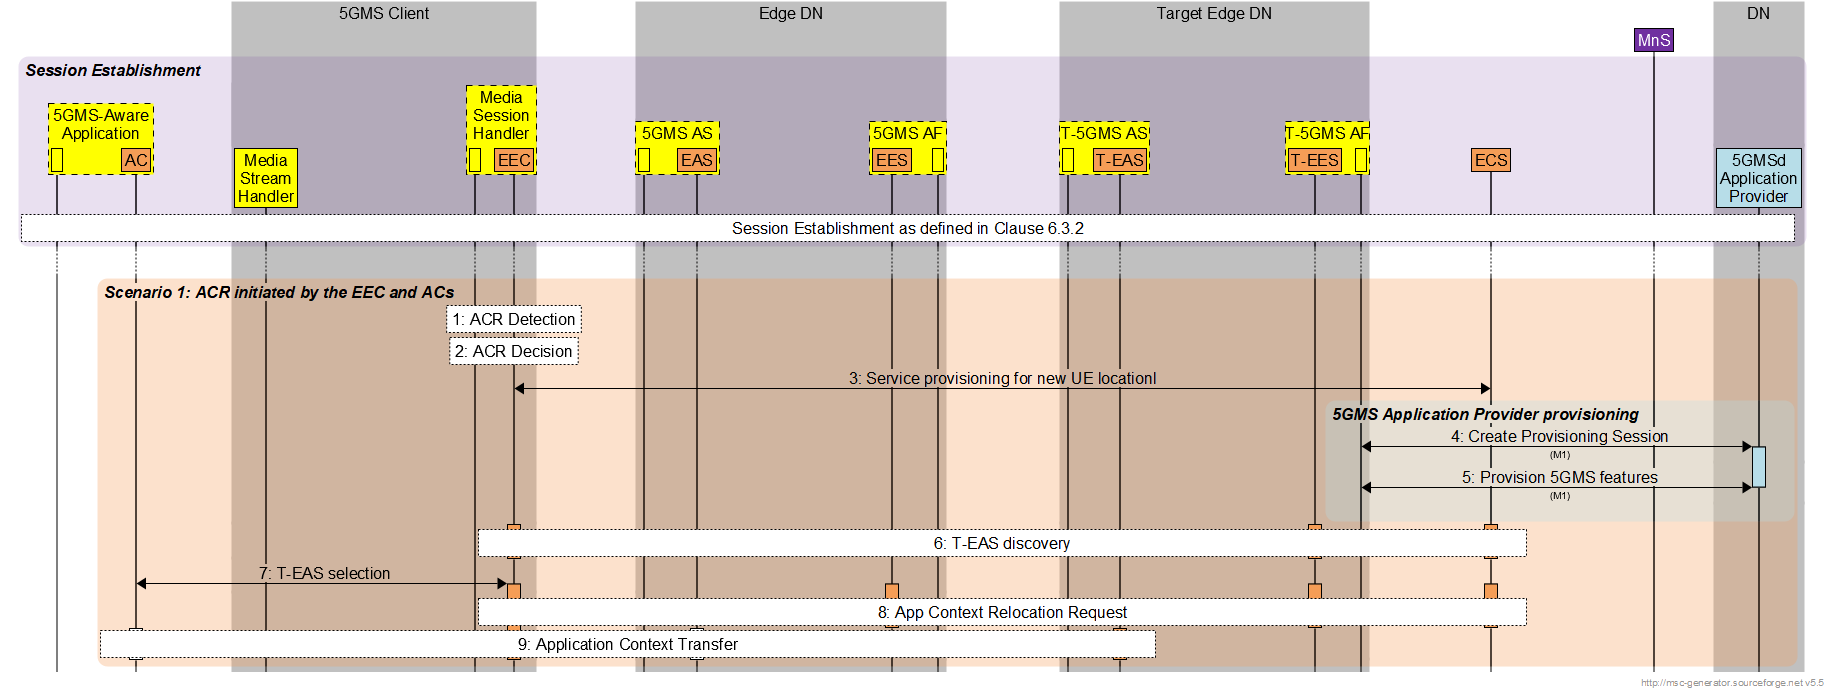 5GMS Client
Edge DN
Target Edge DN
DN
MnS
Session Establishment
5GMS-Aware
Application
AC
Media
Stream
Handler
Media
Session
Handler
EEC
5GMS AS
EAS
5GMS AF
EES
T-5GMS AS
T-EAS
T-5GMS AF
T-EES
ECS
5GMSd
Application
Provider
Session Establishment as defined in Clause 6.3.2
Scenario 1: ACR initiated by the EEC and ACs
1: ACR Detection
2: ACR Decision
3: Service provisioning for new UE locationl
5GMS Application Provider provisioning
4: Create Provisioning Session
(M1)
5: Provision 5GMS features
(M1)
6: T-EAS discovery
7: T-EAS selection
8: App Context Relocation Request
9: Application Context Transfer
http://msc-generator.sourceforge.net v5.5